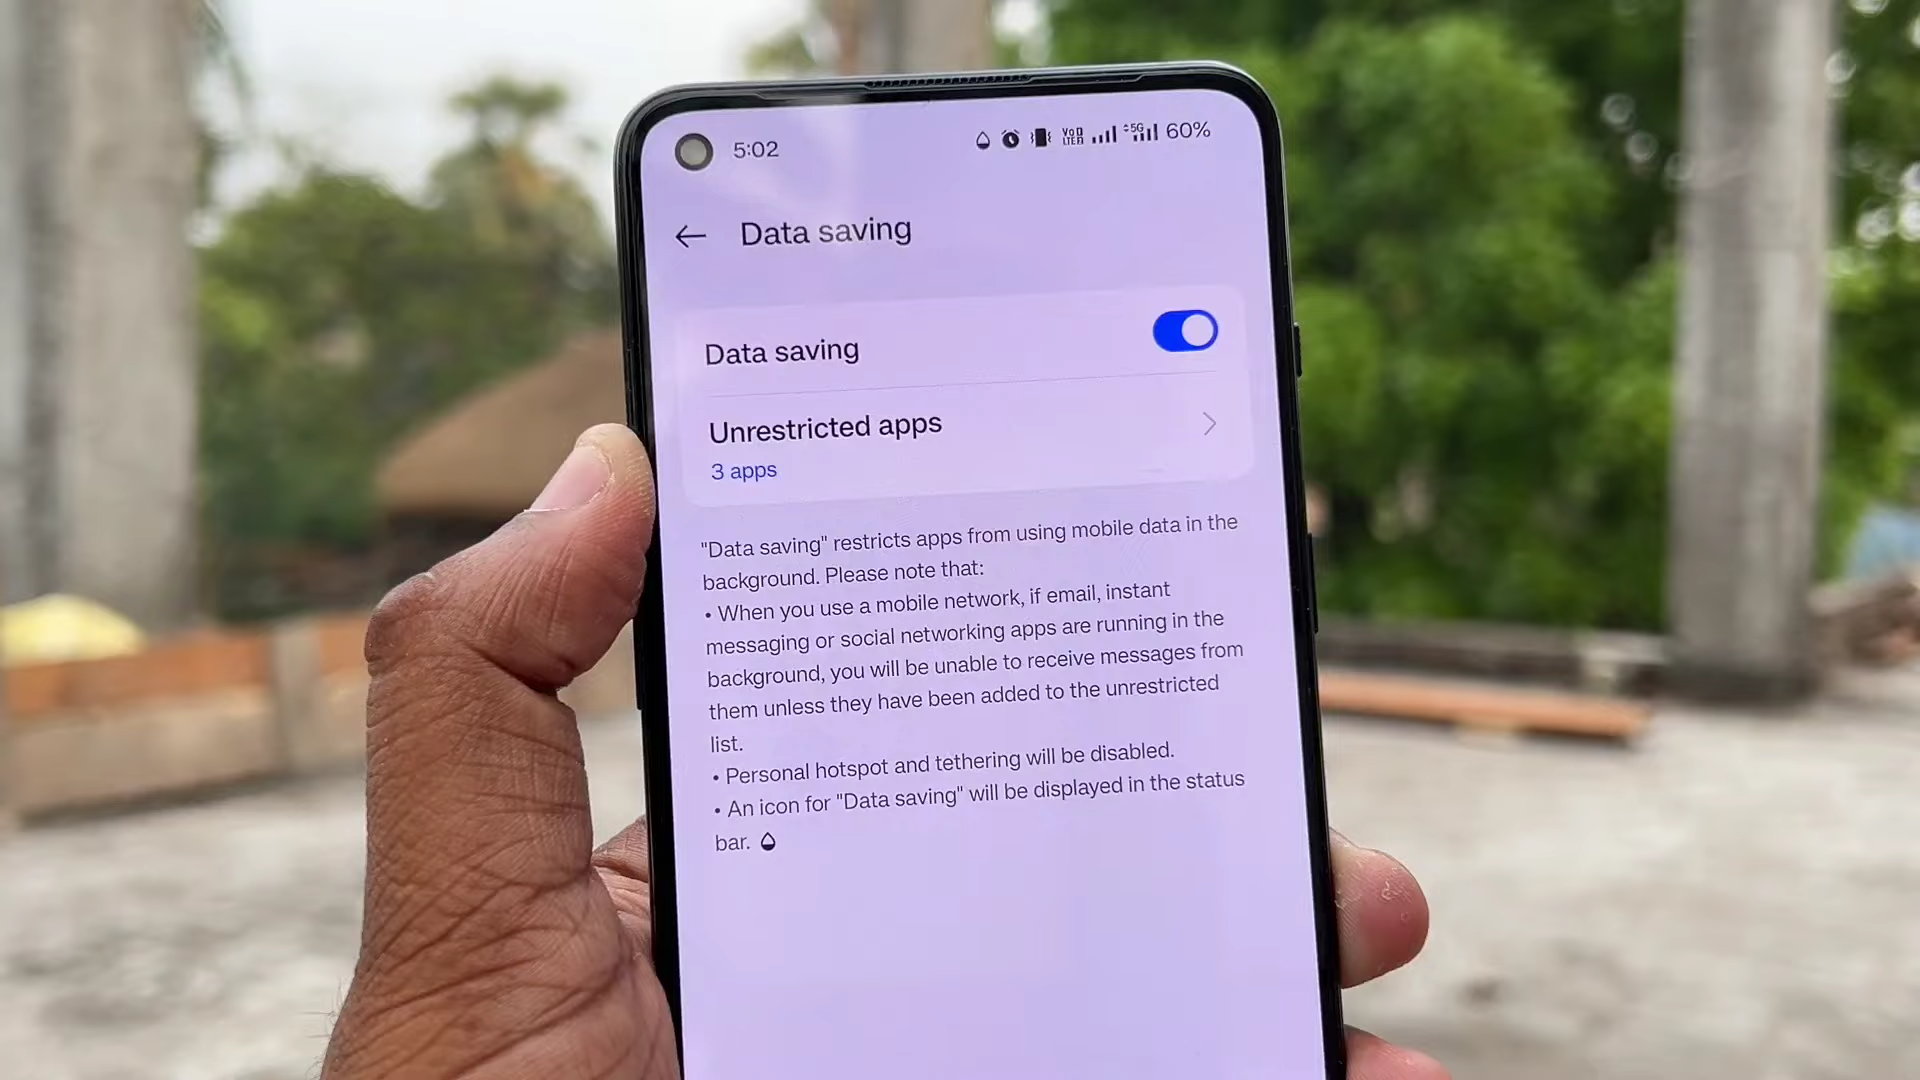 5:02 VoD LTE2 5G 60%
Data saving
Data saving
Unrestricted apps
3 apps
"Data saving" restricts apps from using mobile data in the
background. Please note that:
• When you use a mobile network, if email, instant
messaging or social networking apps are running in the
background, you will be unable to receive messages from
them unless they have been added to the unrestricted
list.
• Personal hotspot and tethering will be disabled.
• An icon for "Data saving" will be displayed in the status
bar.